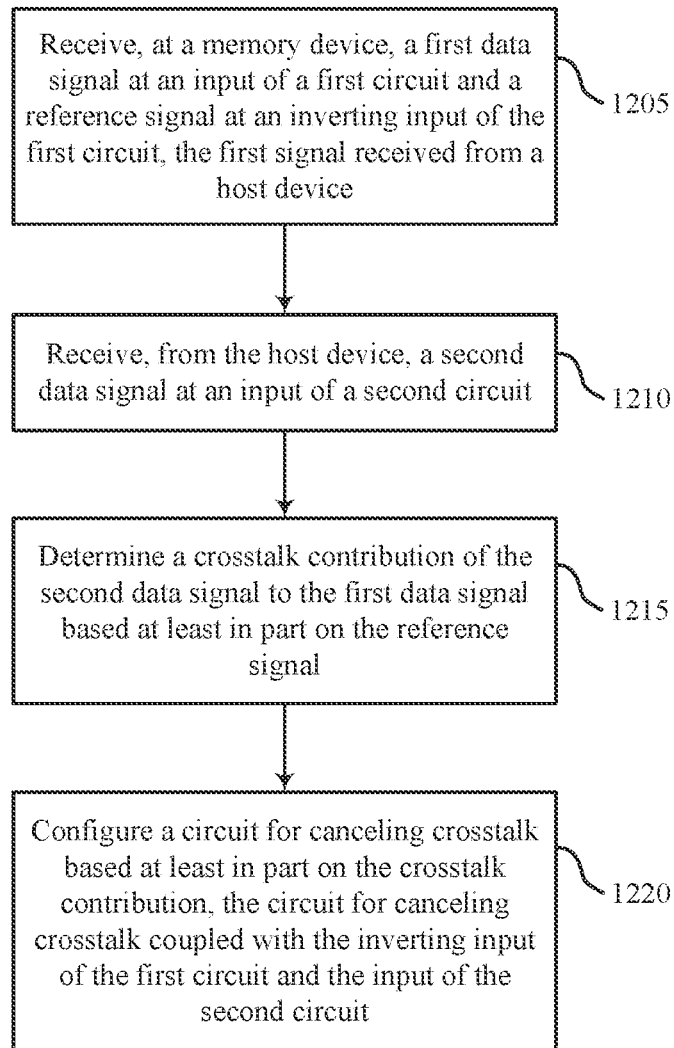 Receive, at a memory device, a first data
signal at an input of a first circuit and a
reference signal at an inverting input of the
first circuit, the first signal received from a
host device
1205
Receive, from the host device, a second
data signal at an input of a second circuit
1210
Determine a crosstalk contribution of the
second data signal to the first data signal
based at least in part on the reference
signal
1215
Configure a circuit for canceling crosstalk
based at least in part on the crosstalk
contribution, the circuit for canceling
crosstalk coupled with the inverting input
of the first circuit and the input of the
second circuit
1220